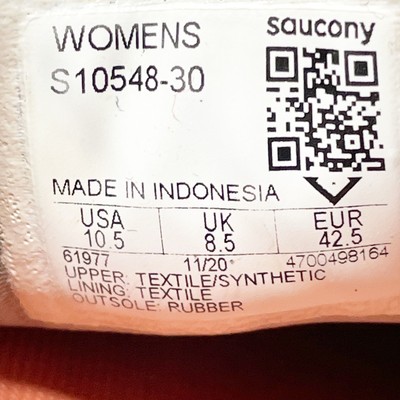 WOMENS saucony
S10548-30
MADE IN INDONESIA
USA UK EUR
10.5 8.5 42.5
61977 11/20 4700498164
UPPER: TEXTILE/SYNTHETIC
LINING: TEXTILE
OUTSOLE: RUBBER